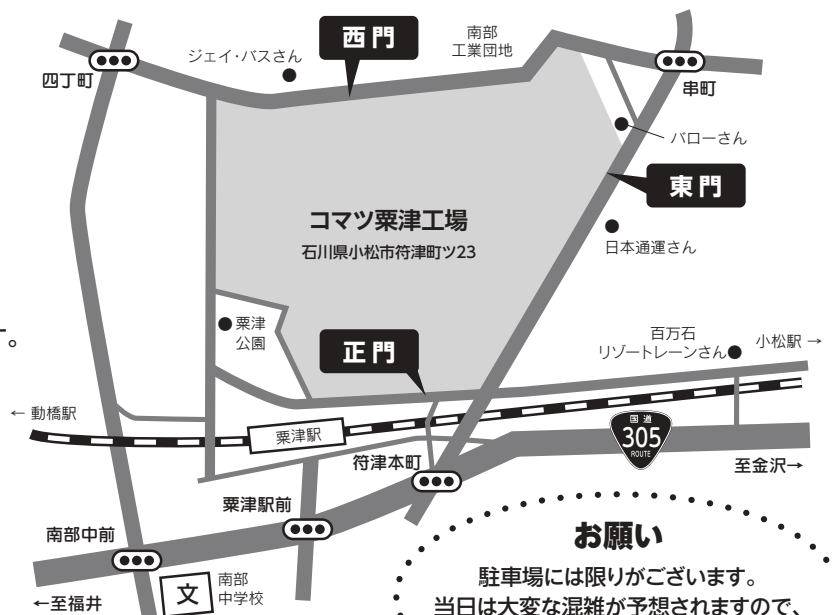 西門
南部
工業団地
ジェイ・バスさん
四丁町
串町
バローさん
東門
コマツ粟津工場
石川県小松市符津町ツ23
日本通運さん
す。
粟津
公園
正門
百万石
リゾートレーンさん
小松駅 →
← 動橋駅
粟津駅
国道
305
ROUTE
符津本町
至金沢→
粟津駅前
南部中前
お願い
駐車場には限りがございます。
当日は大変な混雑が予想されますので、
文
南部
中学校
←至福井